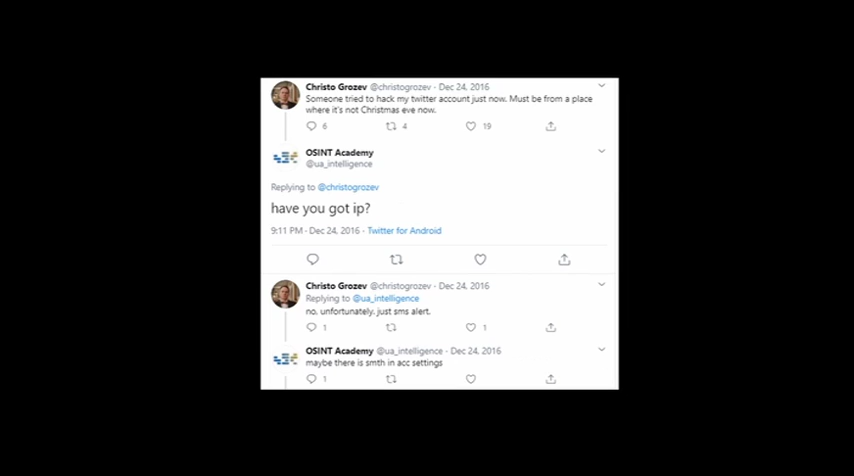 Christo Grozev @christogrozev · Dec 24, 2016
Someone tried to hack my twitter account just now. Must be from a place
where it's not Christmas eve now.
6 4 19
OSINT Academy
@ua_intelligence
Replying to @christogrozev
have you got ip?
9:11 PM · Dec 24, 2016 · Twitter for Android
Christo Grozev @christogrozev · Dec 24, 2016
Replying to @ua_intelligence
no, unfortunately. just sms alert.
1 1
OSINT Academy @ua_intelligence · Dec 24, 2016
maybe there is smth in acc settings
1